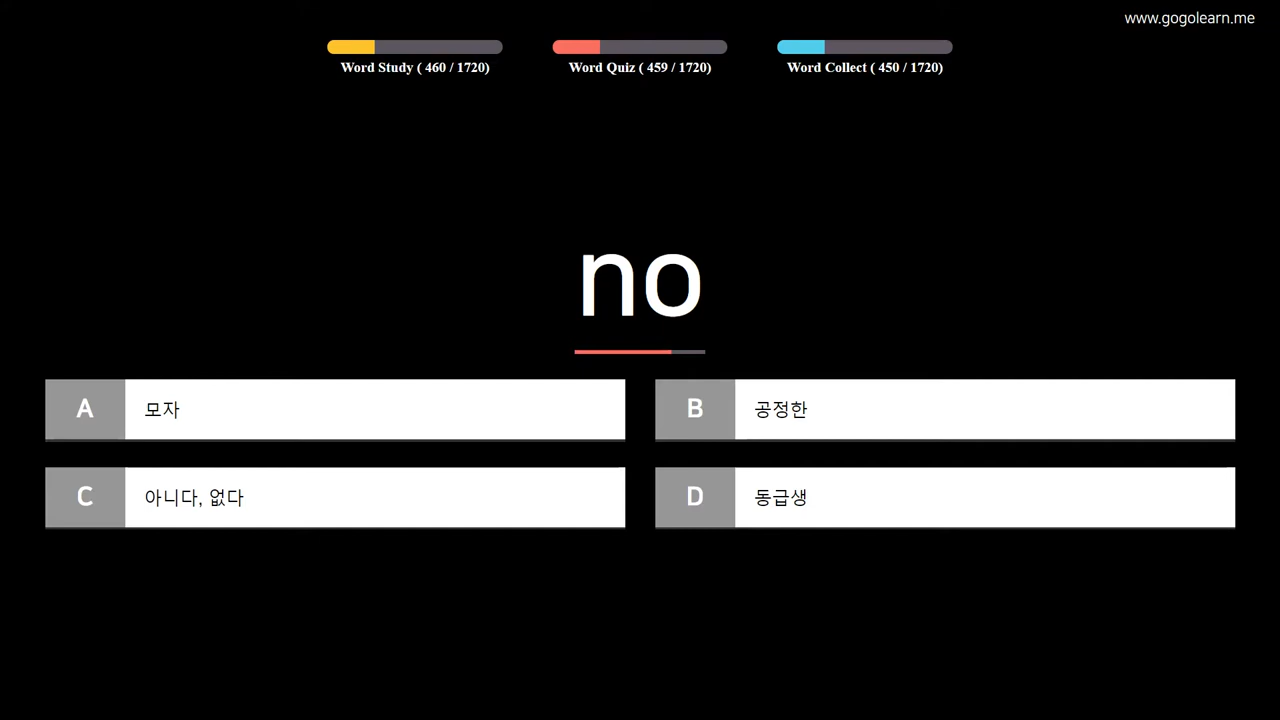 www.gogolearn.me
Word Study ( 460 / 1720)
Word Quiz ( 459 / 1720)
Word Collect ( 450 / 1720)
no
A 모자
B 공정한
C 아니다, 없다
D 동급생